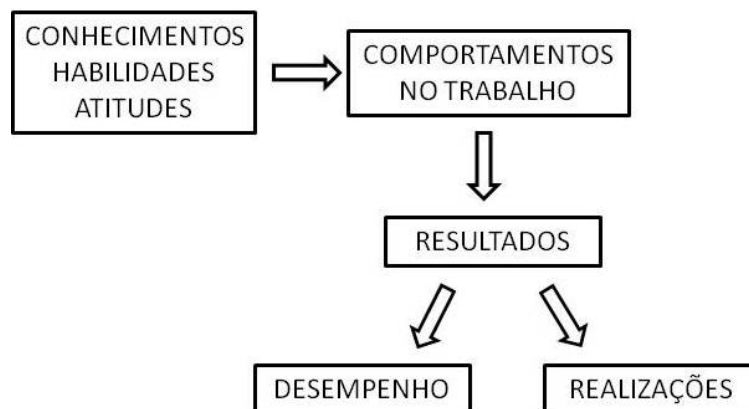 CONHECIMENTOS
HABILIDADES
ATITUDES
COMPORTAMENTOS
NO TRABALHO
RESULTADOS
DESEMPENHO
REALIZAÇÕES